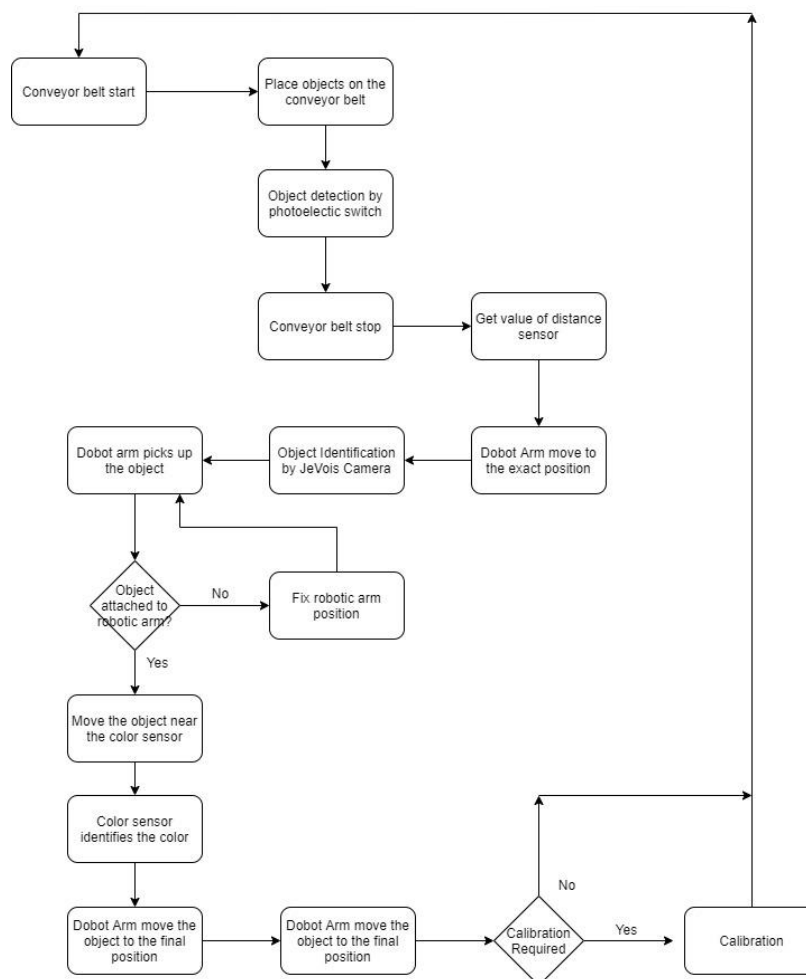 Conveyor belt start
Place objects on the
conveyor belt
Object detection by
photoelectic switch
Conveyor belt stop
Get value of distance
sensor
Dobot Arm move to
the exact position
Object Identification
by JeVois Camera
Dobot arm picks up
the object
Object
attached to
robotic arm?
No
Fix robotic arm
position
Yes
Move the object near
the color sensor
Color sensor
identifies the color
Dobot Arm move the
object to the final
position
Dobot Arm move the
object to the final
position
Calibration
Required
No
Yes
Calibration